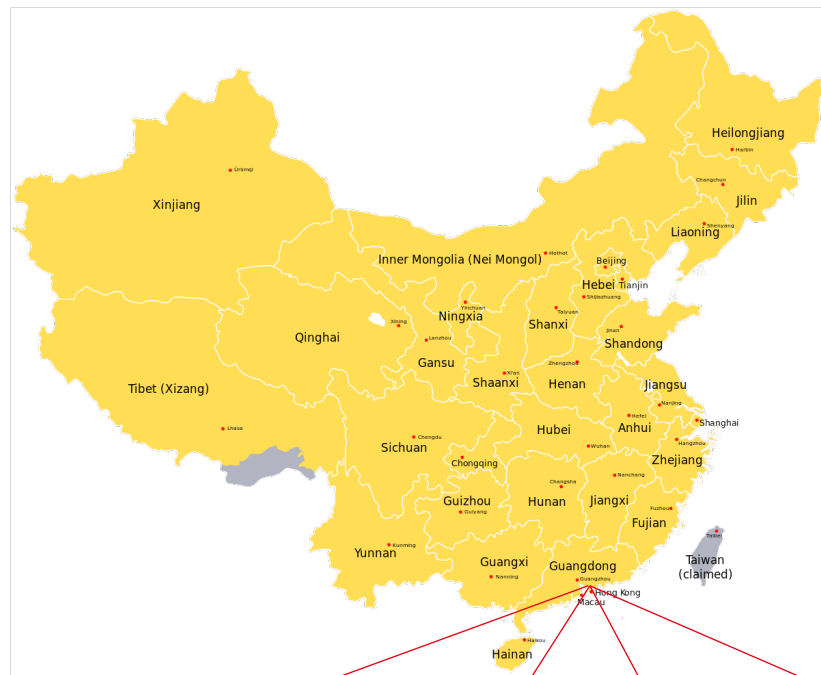 Heilongjiang
Harbin
Changchun
Ürümqi
Jilin
Xinjiang
Shenyang
Liaoning
Hothot
Inner Mongolia (Nei Mongol)
Beijing
Hebei
Tianjin
Shijiazhuang
Yinchuan
Taiyuan
Ningxia
Xining
Shanxi
Jinan
Qinghai
Lanzhou
Shandong
Gansu
Zhengzhou
Xi'an
Shaanxi
Henan
Jiangsu
Tibet (Xizang)
Nanjing
Hefei
Shanghai
Lhasa
Hubei
Anhui
Chengdu
Hangzhou
Sichuan
Wuhan
Chongqing
Zhejiang
Nanchang
Changsha
Guizhou
Hunan
Jiangxi
Fuzhou
Guiyang
Fujian
Taibei
Kunming
Yunnan
Guangxi
Guangdong
Taiwan
(claimed)
Nanning
Guangzhou
Hong Kong
Macau
Haikou
Hainan